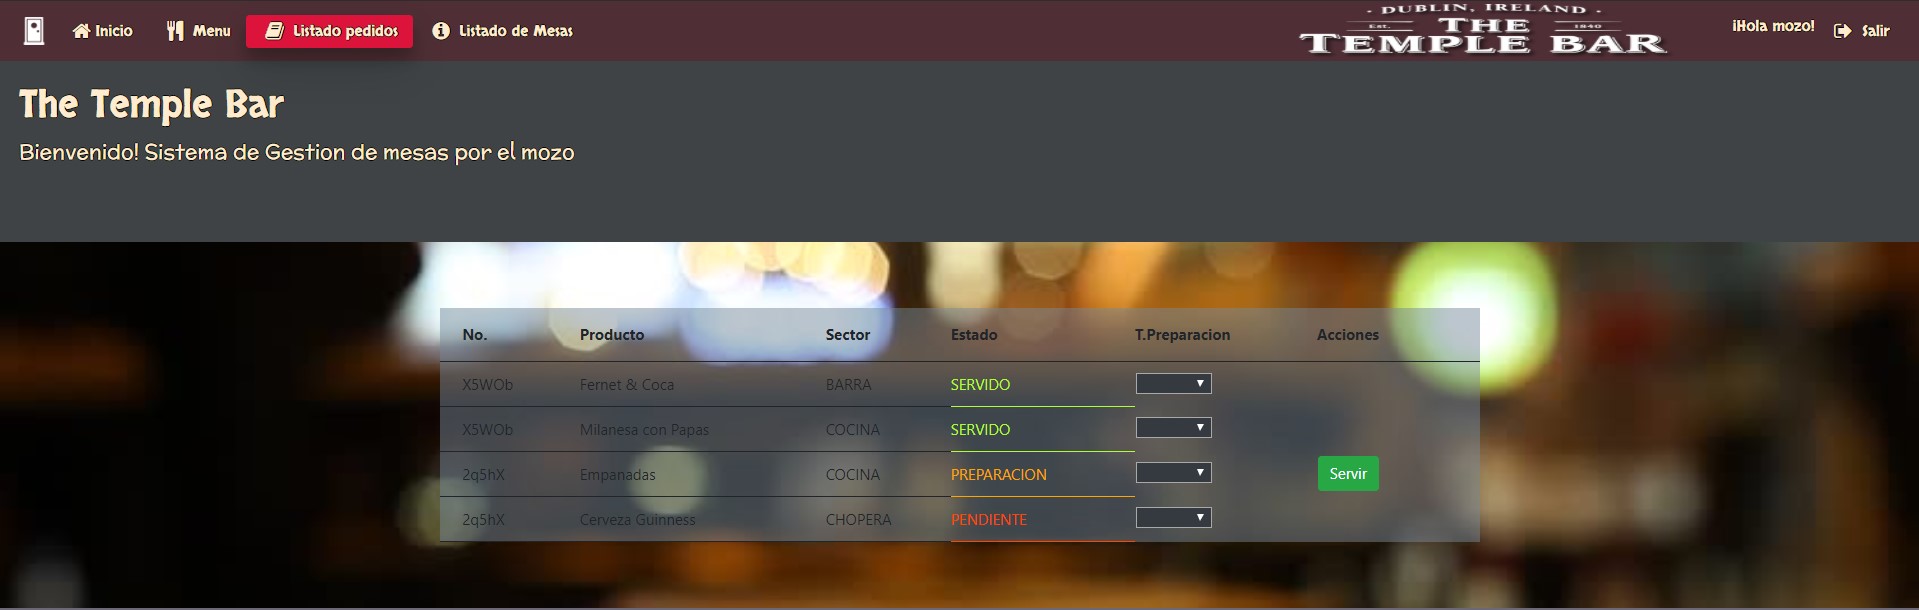 Inicio Menu Listado pedidos Listado de Mesas
· DUBLIN, IRELAND ·
Est. THE 1840
TEMPLE BAR
¡Hola mozo! Salir
The Temple Bar
Bienvenido! Sistema de Gestion de mesas por el mozo
No. Producto Sector Estado T.Preparacion Acciones
X5WOb Fernet & Coca BARRA SERVIDO
X5WOb Milanesa con Papas COCINA SERVIDO
2q5hX Empanadas COCINA PREPARACION Servir
2q5hX Cerveza Guinness CHOPERA PENDIENTE